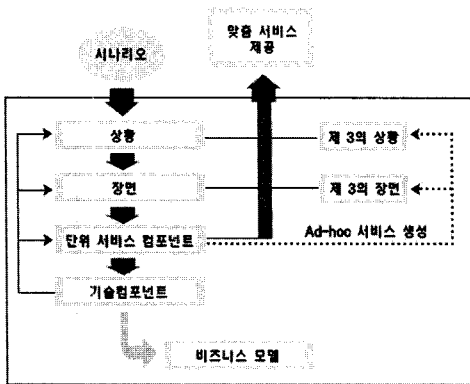 시나리오
맞춤 서비스
제공
상황
제 3의 상황
장면
제 3의 장면
단위 서비스 컴포넌트
Ad-hoc 서비스 생성
기술컴포넌트
비즈니스 모델